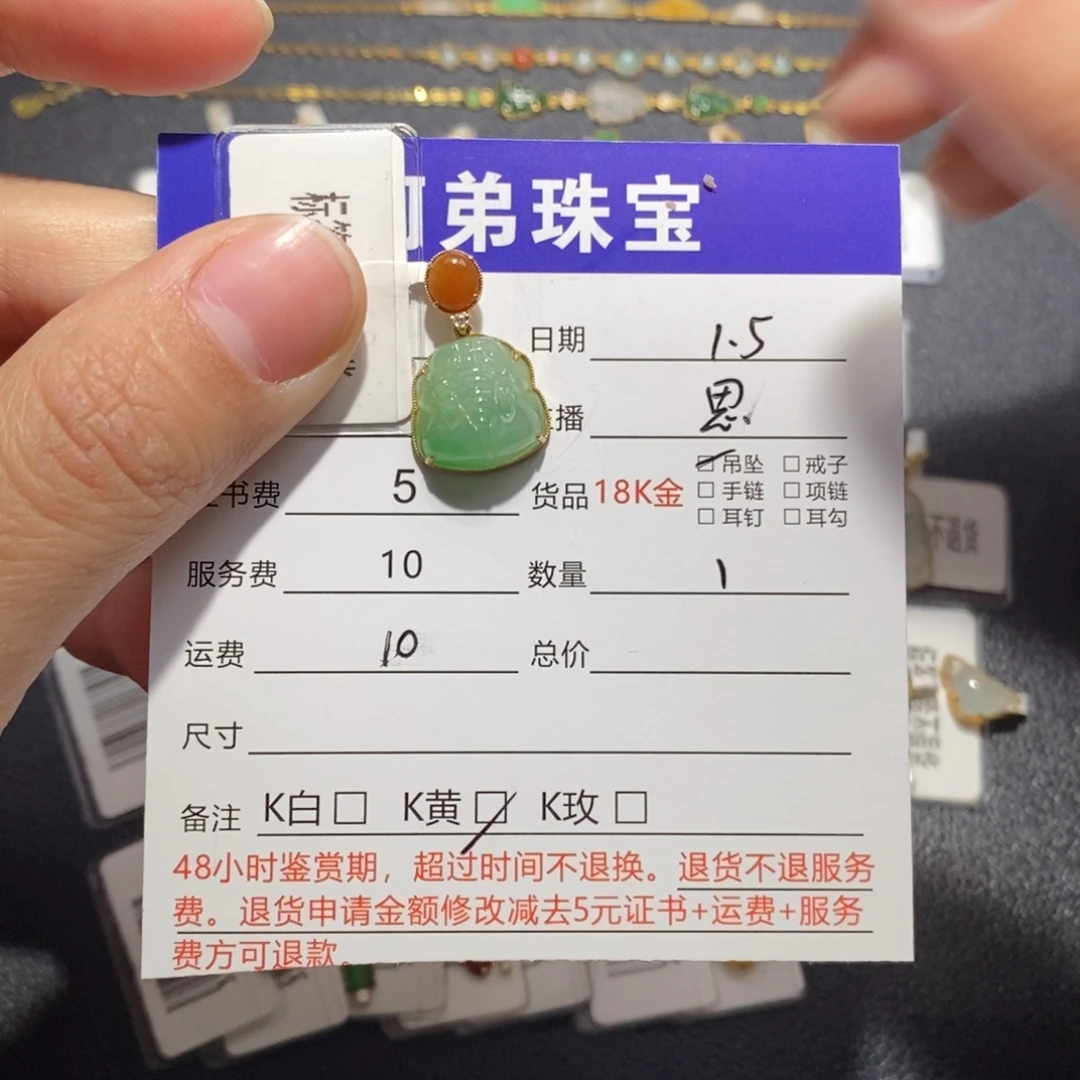 弟珠宝
日期 1.5
播 思
书费 5 货品 18K金 ☑吊坠 □戒子
□手链 □项链
□耳钉 □耳勾
服务费 10 数量 1
运费 10 总价
尺寸
备注 K白□ K黄☑ K玫□
48小时鉴赏期，超过时间不退换。退货不退服务
费。退货申请金额修改减去5元证书+运费+服务
费方可退款。
不退货